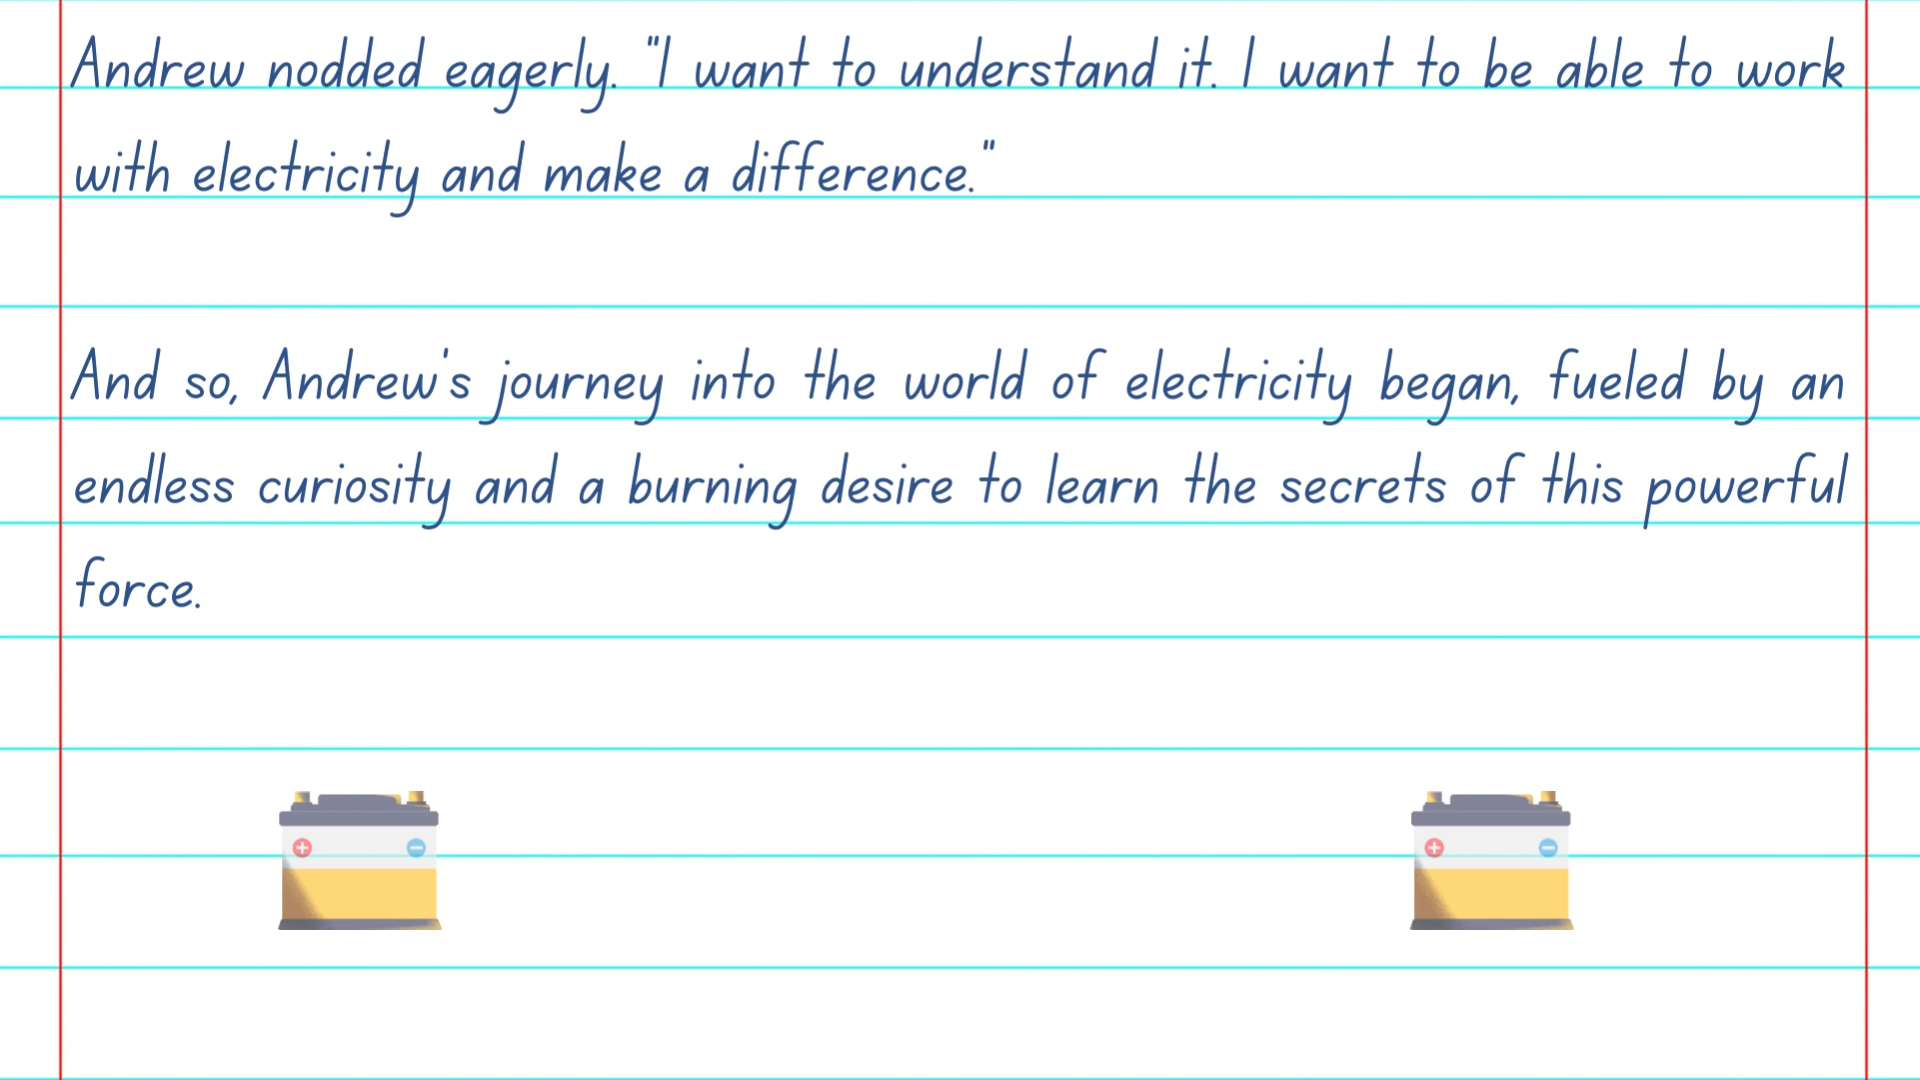 Andrew nodded eagerly. "I want to understand it. I want to be able to work
with electricity and make a difference."
And so, Andrew's journey into the world of electricity began, fueled by an
endless curiosity and a burning desire to learn the secrets of this powerful
force.